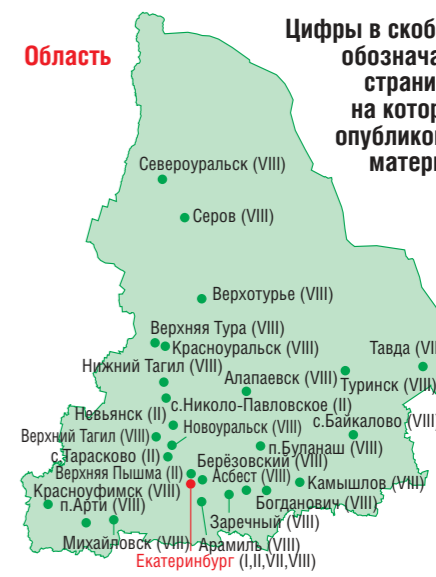 Область
Цифры в скоб
обознача
страни
на котор
опубликов
матери
Североуральск (VIII)
Серов (VIII)
Верхотурье (VIII)
Верхняя Тура (VIII)
Красноуральск (VIII)
Тавда (VII
Нижний Тагил (VIII)
Алапаевск (VIII)
Туринск (VIII)
с.Николо-Павловское (II)
Невьянск (II)
Новоуральск (VIII)
с.Байкалово (VIII)
Верхний Тагил (VIII)
п.Буланаш (VIII)
с.Тарасково (II)
Берёзовский (VIII)
Верхняя Пышма (II)
Асбест (VIII)
Камышлов (VIII)
Красноуфимск (VIII)
Богданович (VIII)
п.Арти (VIII)
Заречный (VIII)
Михайловск (VIII)
Арамиль (VIII)
Екатеринбург (I,II,VII,VIII)